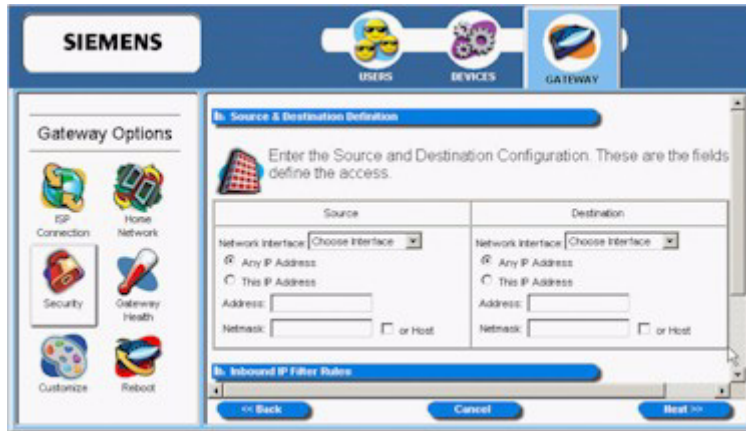 SIEMENS
USERS
DEVICES
GATEWAY
Gateway Options
ISP
Connection
Home
Network
Security
Gateway
Health
Customize
Reboot
Source & Destination Definition
Enter the Source and Destination Configuration. These are the fields
define the access.
Source
Destination
Network Interface: Choose Interface
Network Interface: Choose Interface
Any IP Address
Any IP Address
This IP Address
This IP Address
Address:
Address:
Netmask: or Host
Netmask: or Host
Inbound IP Filter Rules
<< Back
Cancel
Next >>